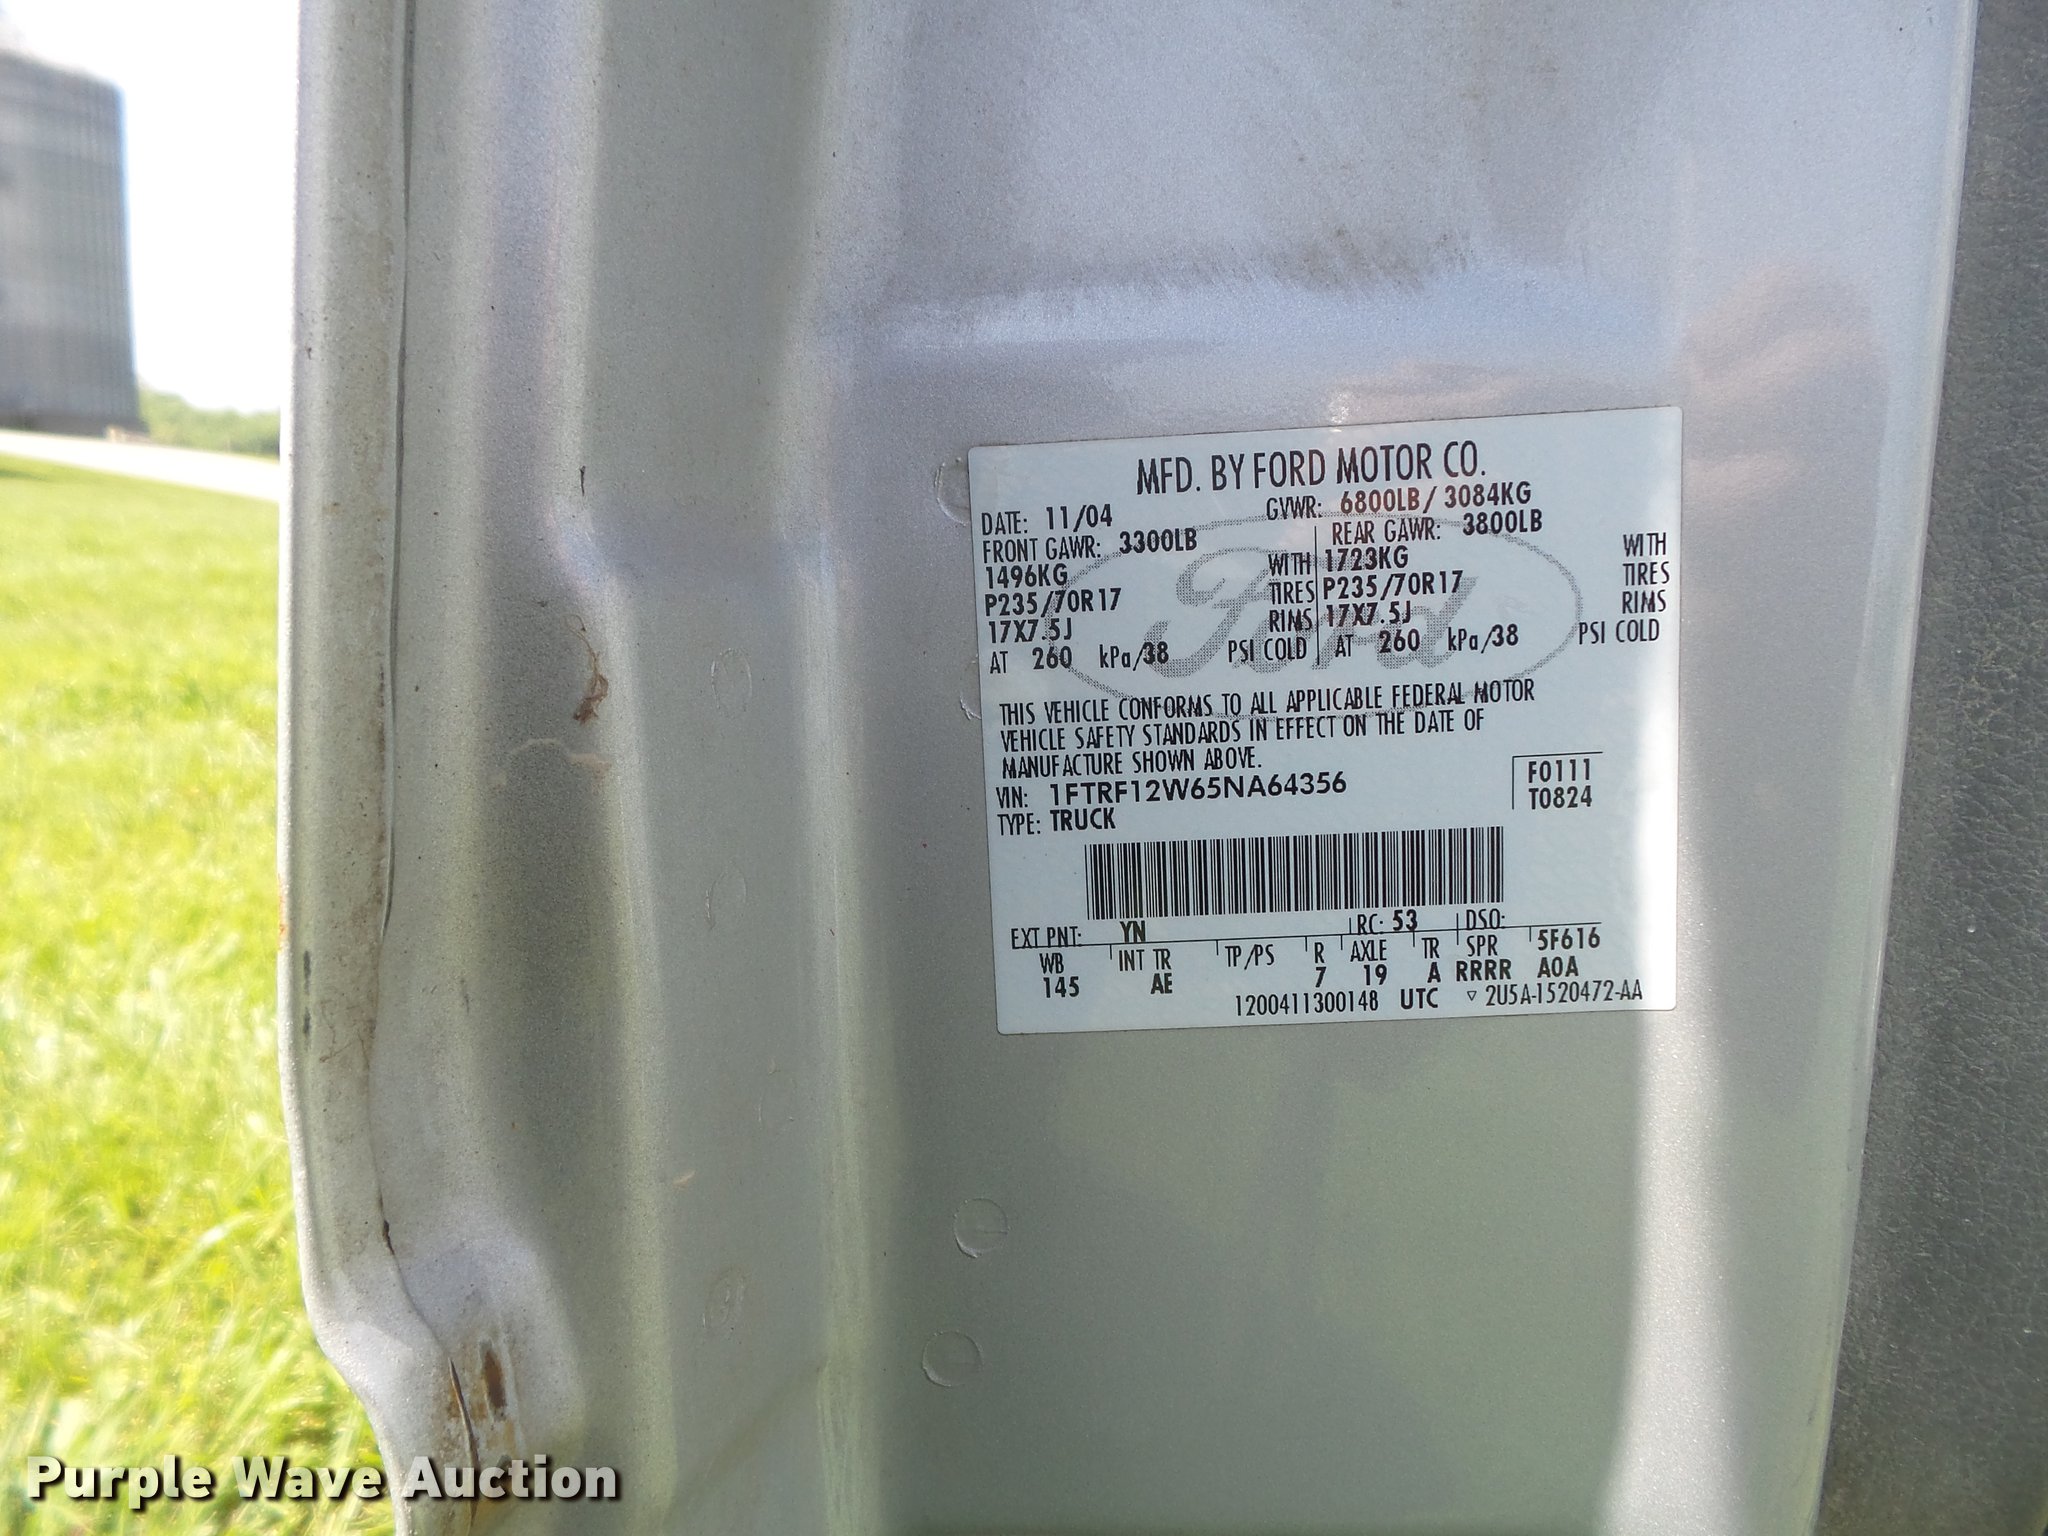 MFD. BY FORD MOTOR CO.
DATE: 11/04 GVWR: 6800LB/ 3084KG
FRONT GAWR: 3300LB REAR GAWR: 3800LB
1496KG WITH 1723KG WITH
P235/70R17 TIRES P235/70R17 TIRES
17X7.5J RIMS 17X7.5J RIMS
AT 260 kPa/38 PSI COLD AT 260 kPa/38 PSI COLD
Ford
THIS VEHICLE CONFORMS TO ALL APPLICABLE FEDERAL MOTOR
VEHICLE SAFETY STANDARDS IN EFFECT ON THE DATE OF
MANUFACTURE SHOWN ABOVE.
VIN: 1FTRF12W65NA64356 F0111
TYPE: TRUCK T0824
EXT PNT: YN RC: 53 DSO:
WB INT TR TP/PS R AXLE TR SPR 5F616
145 AE 7 19 A RRRR A0A
1200411300148 UTC ▽ 2U5A-1520472-AA
Purple Wave Auction